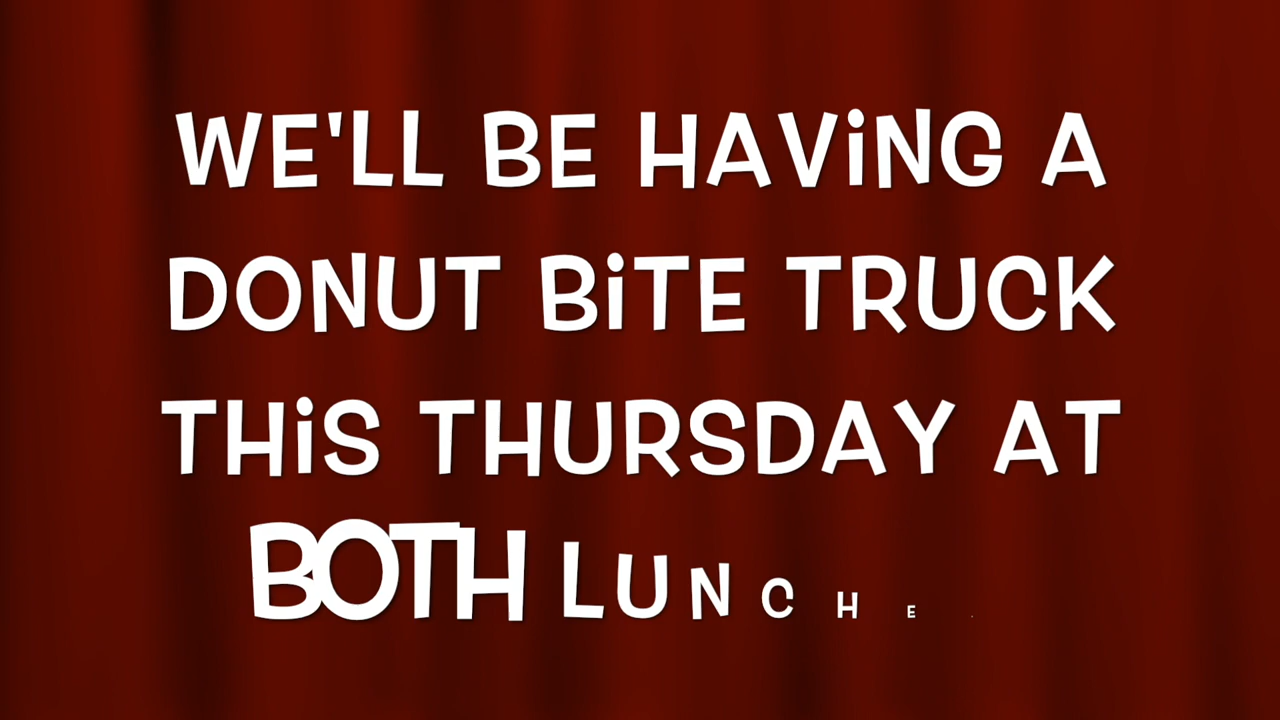 WE'LL BE HAVING A
DONUT BITE TRUCK
THIS THURSDAY AT
BOTH LUNCHE